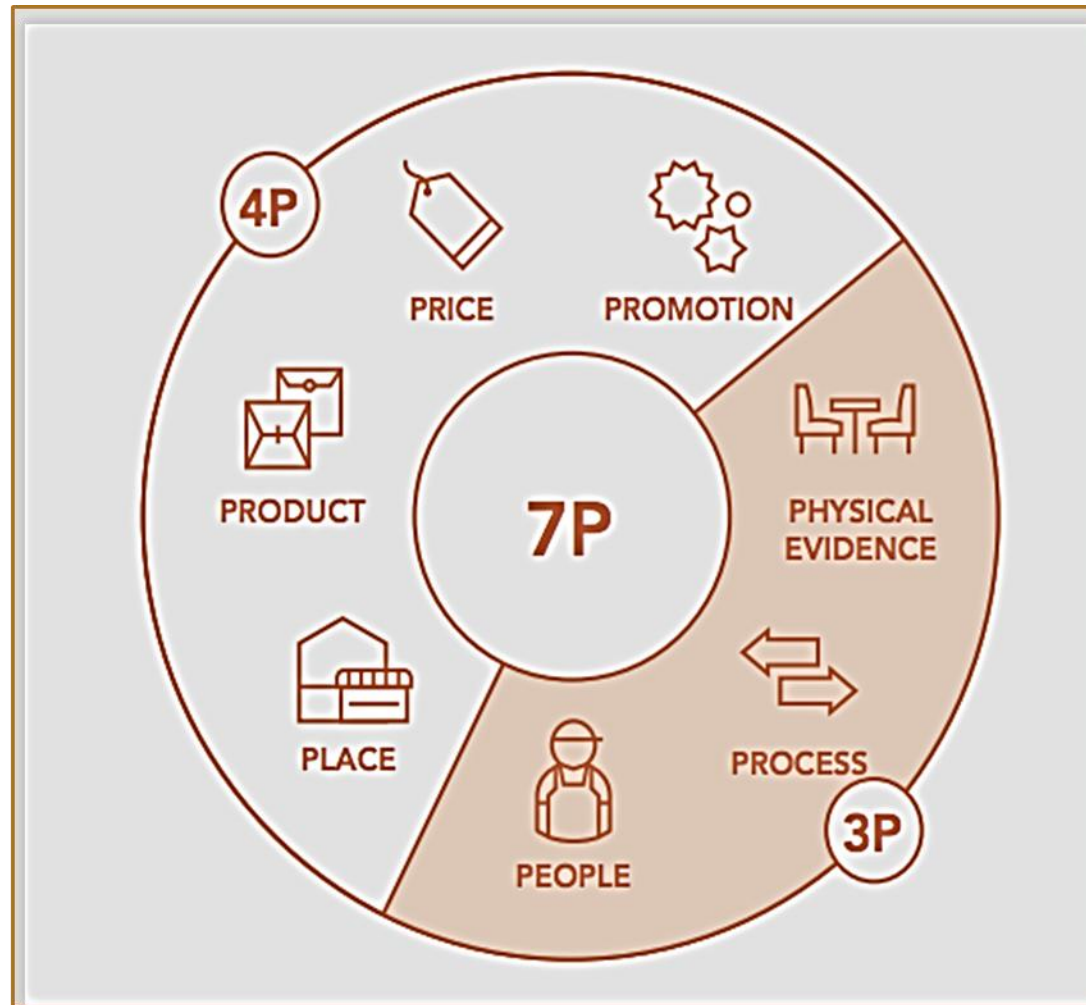 4P
PRICE
PROMOTION
PRODUCT
7P
PHYSICAL
EVIDENCE
PLACE
PROCESS
PEOPLE
3P